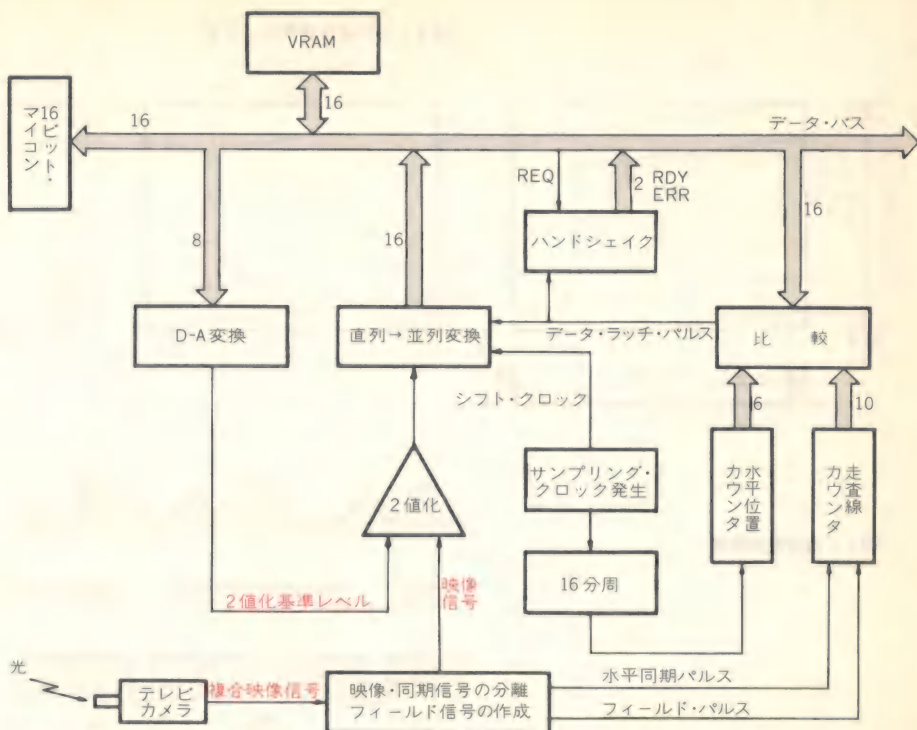 VRAM
16ビット・
マイコン
16
16
データ・バス
REQ
2
RDY
ERR
8
16
16
ハンドシェイク
D-A変換
直列→並列変換
データ・ラッチ・パルス
比　較
シフト・クロック
6
10
サンプリング・
クロック発生
水平位置
カウンタ
走査線
カウンタ
2値化
16分周
2値化基準レベル
映像
信号
光
テレビ
カメラ
複合映像信号
映像・同期信号の分離
フィールド信号の作成
水平同期パルス
フィールド・パルス